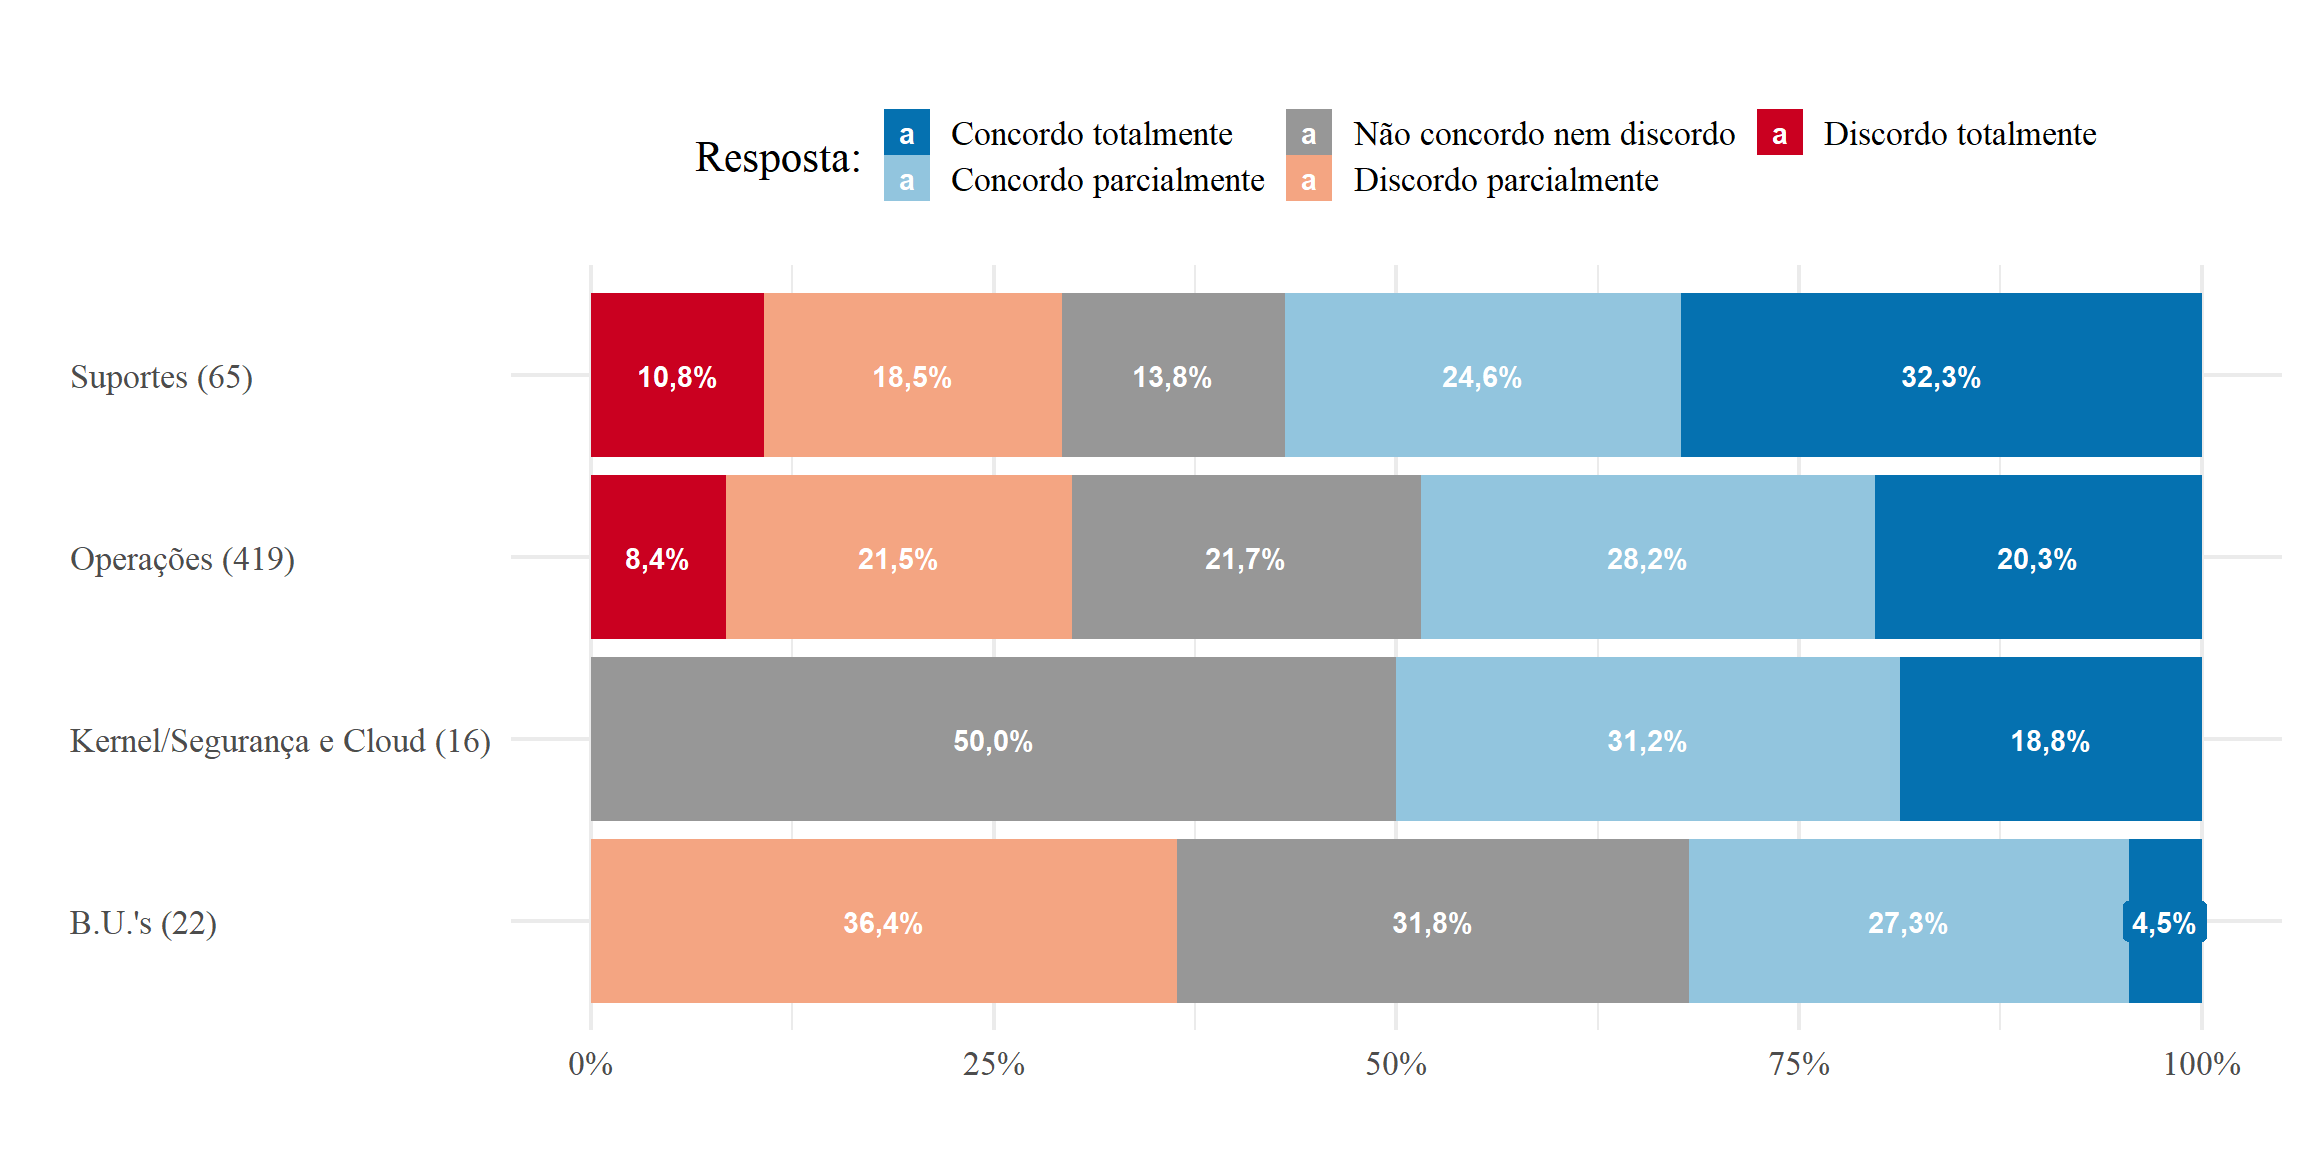 Resposta:
a Concordo totalmente
a Concordo parcialmente
a Não concordo nem discordo
a Discordo parcialmente
a Discordo totalmente
Suportes (65)
10,8% 18,5% 13,8% 24,6% 32,3%
Operações (419)
8,4% 21,5% 21,7% 28,2% 20,3%
Kernel/Segurança e Cloud (16)
50,0% 31,2% 18,8%
B.U.'s (22)
36,4% 31,8% 27,3% 4,5%
0% 25% 50% 75% 100%